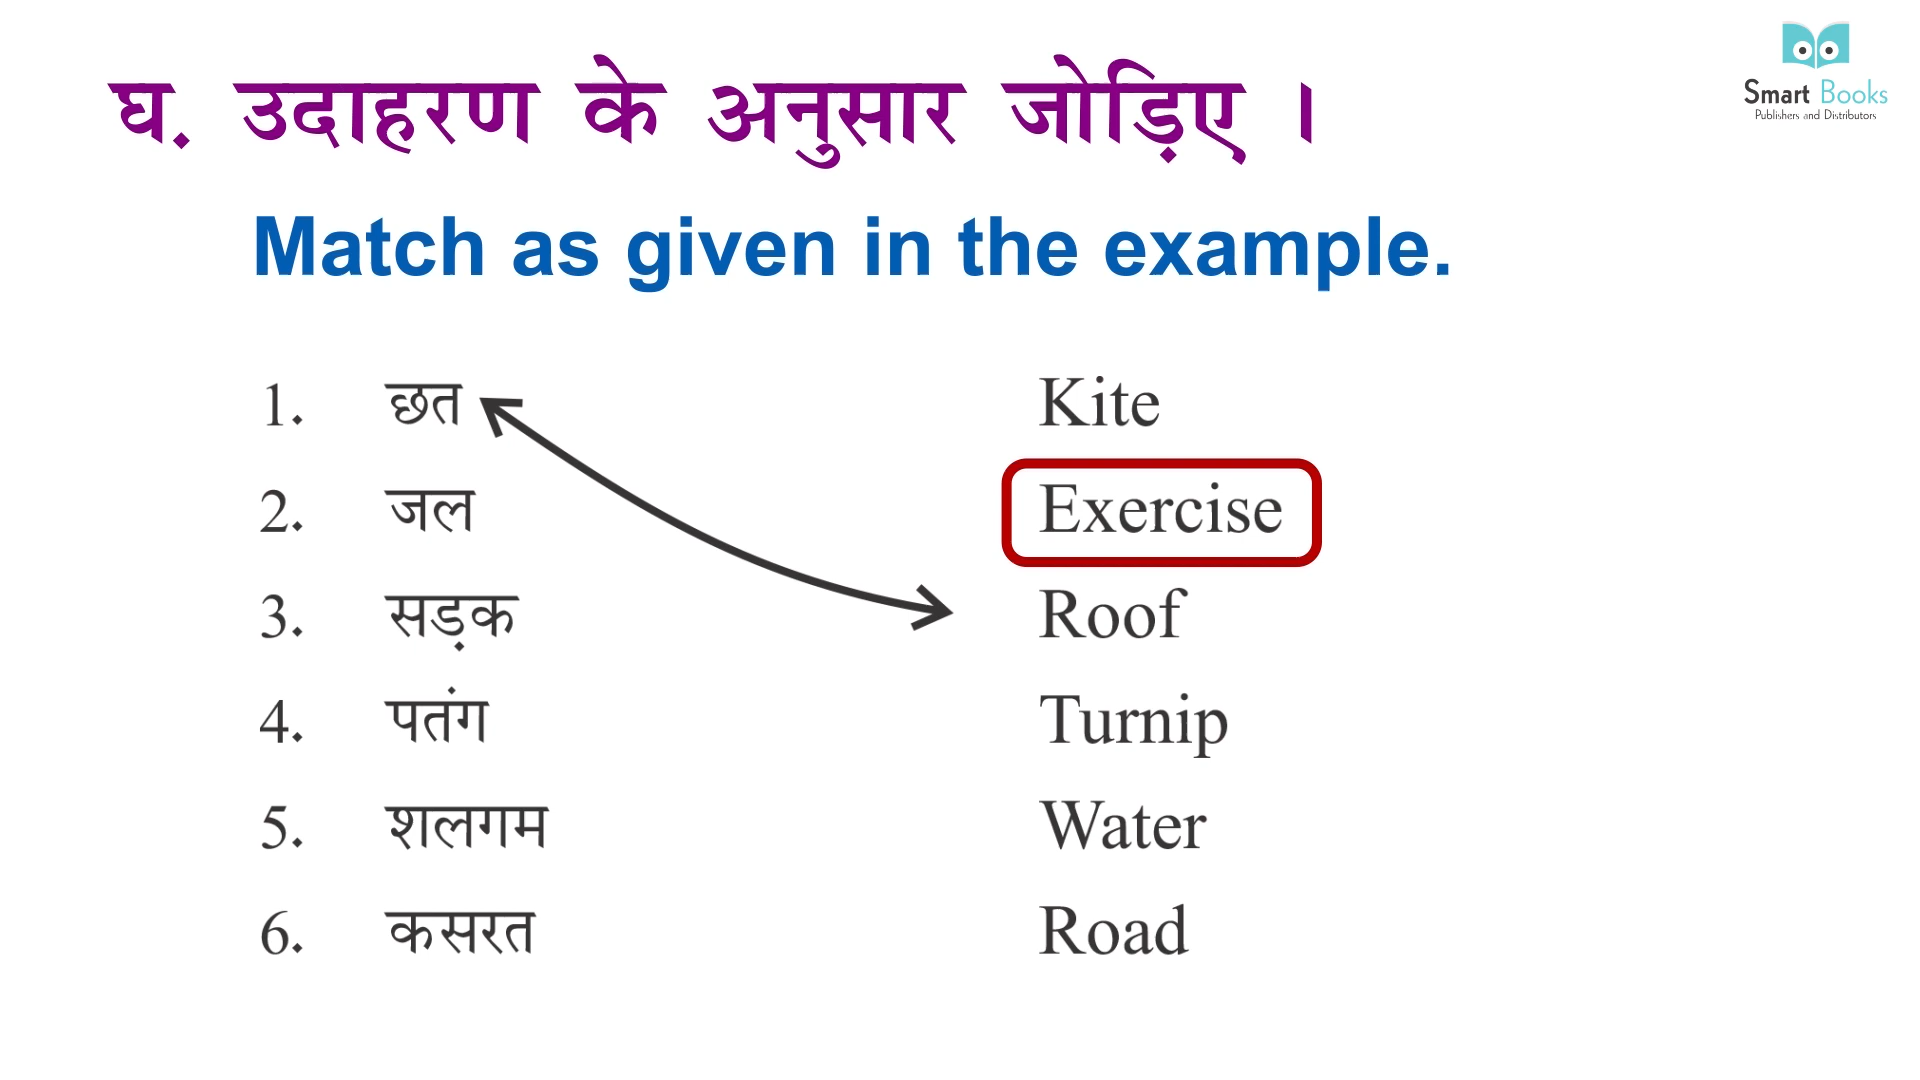 Smart Books
Publishers and Distributors
घ. उदाहरण के अनुसार जोड़िए ।
Match as given in the example.
1. छत Kite
2. जल Exercise
3. सड़क Roof
4. पतंग Turnip
5. शलगम Water
6. कसरत Road